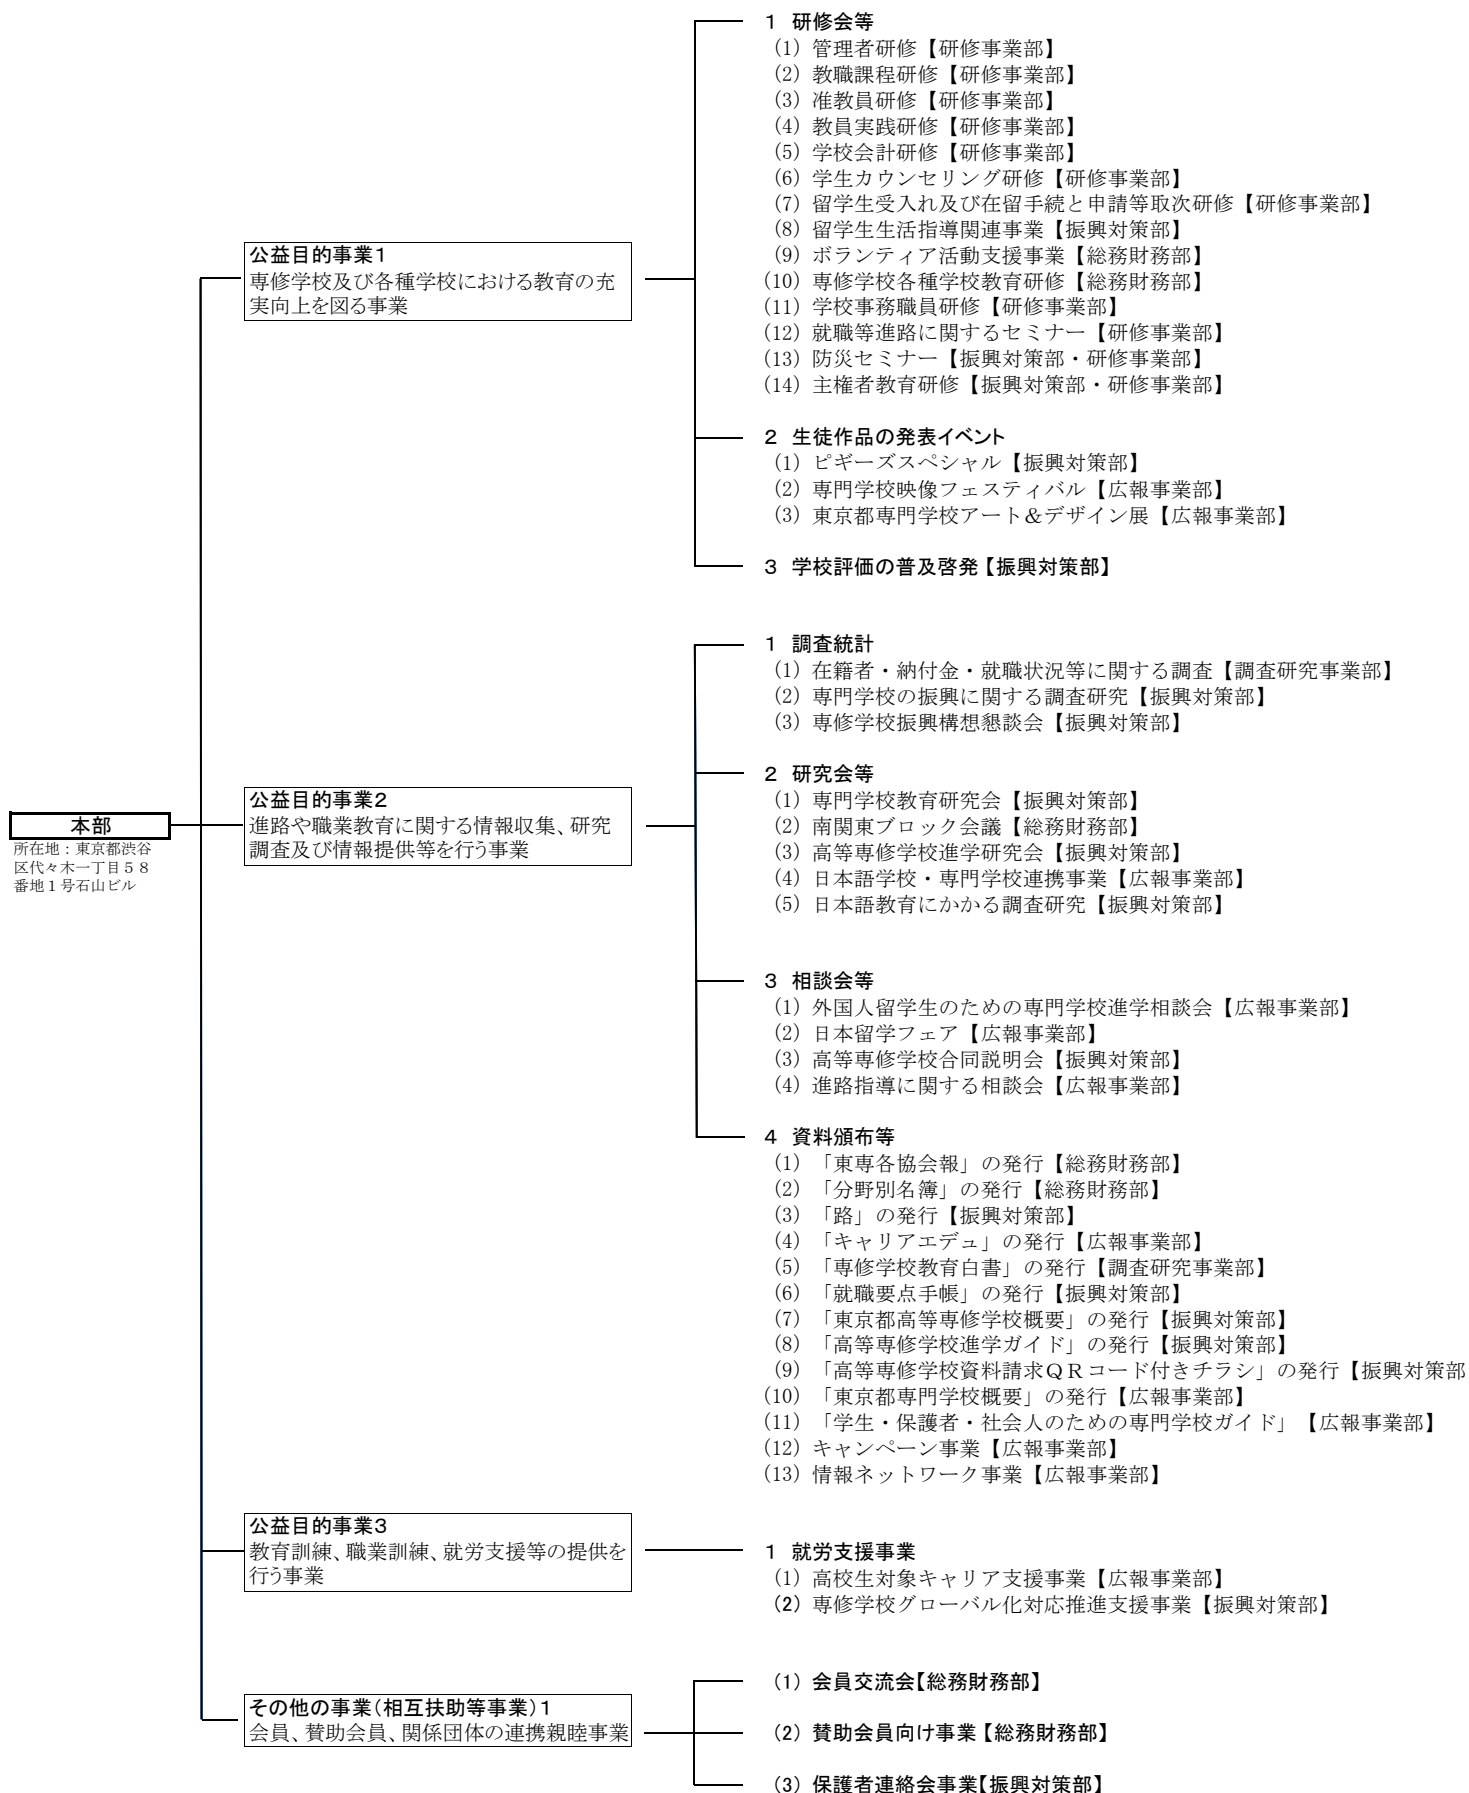 本部
所在地：東京都渋谷
区代々木一丁目５８
番地１号石山ビル
公益目的事業1
専修学校及び各種学校における教育の充
実向上を図る事業
1 研修会等
(1) 管理者研修【研修事業部】
(2) 教職課程研修【研修事業部】
(3) 准教員研修【研修事業部】
(4) 教員実践研修【研修事業部】
(5) 学校会計研修【研修事業部】
(6) 学生カウンセリング研修【研修事業部】
(7) 留学生受入れ及び在留手続と申請等取次研修【研修事業部】
(8) 留学生生活指導関連事業【振興対策部】
(9) ボランティア活動支援事業【総務財務部】
(10) 専修学校各種学校教育研修【総務財務部】
(11) 学校事務職員研修【研修事業部】
(12) 就職等進路に関するセミナー【研修事業部】
(13) 防災セミナー【振興対策部・研修事業部】
(14) 主権者教育研修【振興対策部・研修事業部】
2 生徒作品の発表イベント
(1) ピギーズスペシャル【振興対策部】
(2) 専門学校映像フェスティバル【広報事業部】
(3) 東京都専門学校アート＆デザイン展【広報事業部】
3 学校評価の普及啓発【振興対策部】
公益目的事業2
進路や職業教育に関する情報収集、研究
調査及び情報提供等を行う事業
1 調査統計
(1) 在籍者・納付金・就職状況等に関する調査【調査研究事業部】
(2) 専門学校の振興に関する調査研究【振興対策部】
(3) 専修学校振興構想懇談会【振興対策部】
2 研究会等
(1) 専門学校教育研究会【振興対策部】
(2) 南関東ブロック会議【総務財務部】
(3) 高等専修学校進学研究会【振興対策部】
(4) 日本語学校・専門学校連携事業【広報事業部】
(5) 日本語教育にかかる調査研究【振興対策部】
3 相談会等
(1) 外国人留学生のための専門学校進学相談会【広報事業部】
(2) 日本留学フェア【広報事業部】
(3) 高等専修学校合同説明会【振興対策部】
(4) 進路指導に関する相談会【広報事業部】
4 資料頒布等
(1) 「東専各協会報」の発行【総務財務部】
(2) 「分野別名簿」の発行【総務財務部】
(3) 「路」の発行【振興対策部】
(4) 「キャリアエデュ」の発行【広報事業部】
(5) 「専修学校教育白書」の発行【調査研究事業部】
(6) 「就職要点手帳」の発行【振興対策部】
(7) 「東京都高等専修学校概要」の発行【振興対策部】
(8) 「高等専修学校進学ガイド」の発行【振興対策部】
(9) 「高等専修学校資料請求ＱＲコード付きチラシ」の発行【振興対策部
(10) 「東京都専門学校概要」の発行【広報事業部】
(11) 「学生・保護者・社会人のための専門学校ガイド」【広報事業部】
(12) キャンペーン事業【広報事業部】
(13) 情報ネットワーク事業【広報事業部】
公益目的事業3
教育訓練、職業訓練、就労支援等の提供を
行う事業
1 就労支援事業
(1) 高校生対象キャリア支援事業【広報事業部】
(2) 専修学校グローバル化対応推進支援事業【振興対策部】
その他の事業（相互扶助等事業）1
会員、賛助会員、関係団体の連携親睦事業
(1) 会員交流会【総務財務部】
(2) 賛助会員向け事業【総務財務部】
(3) 保護者連絡会事業【振興対策部】